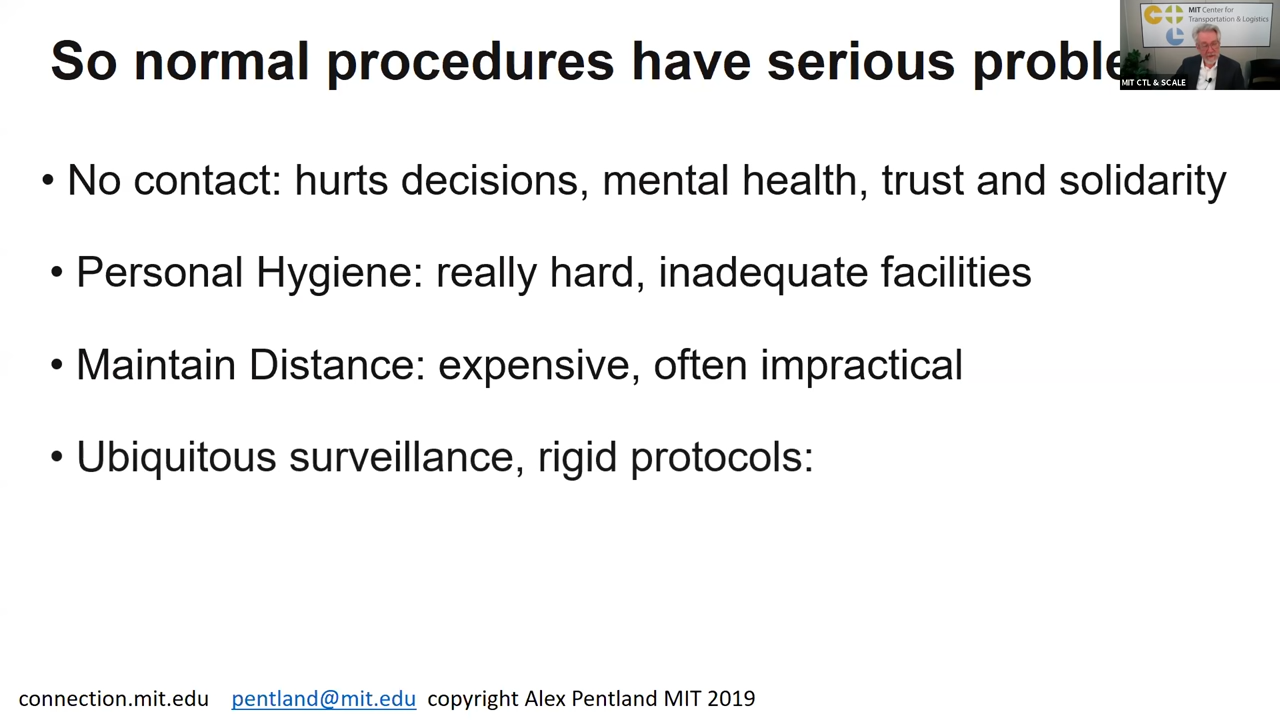 So normal procedures have serious proble
MIT Center for
Transportation & Logistics
MIT CTL & SCALE
• No contact: hurts decisions, mental health, trust and solidarity
• Personal Hygiene: really hard, inadequate facilities
• Maintain Distance: expensive, often impractical
• Ubiquitous surveillance, rigid protocols:
connection.mit.edu pentland@mit.edu copyright Alex Pentland MIT 2019